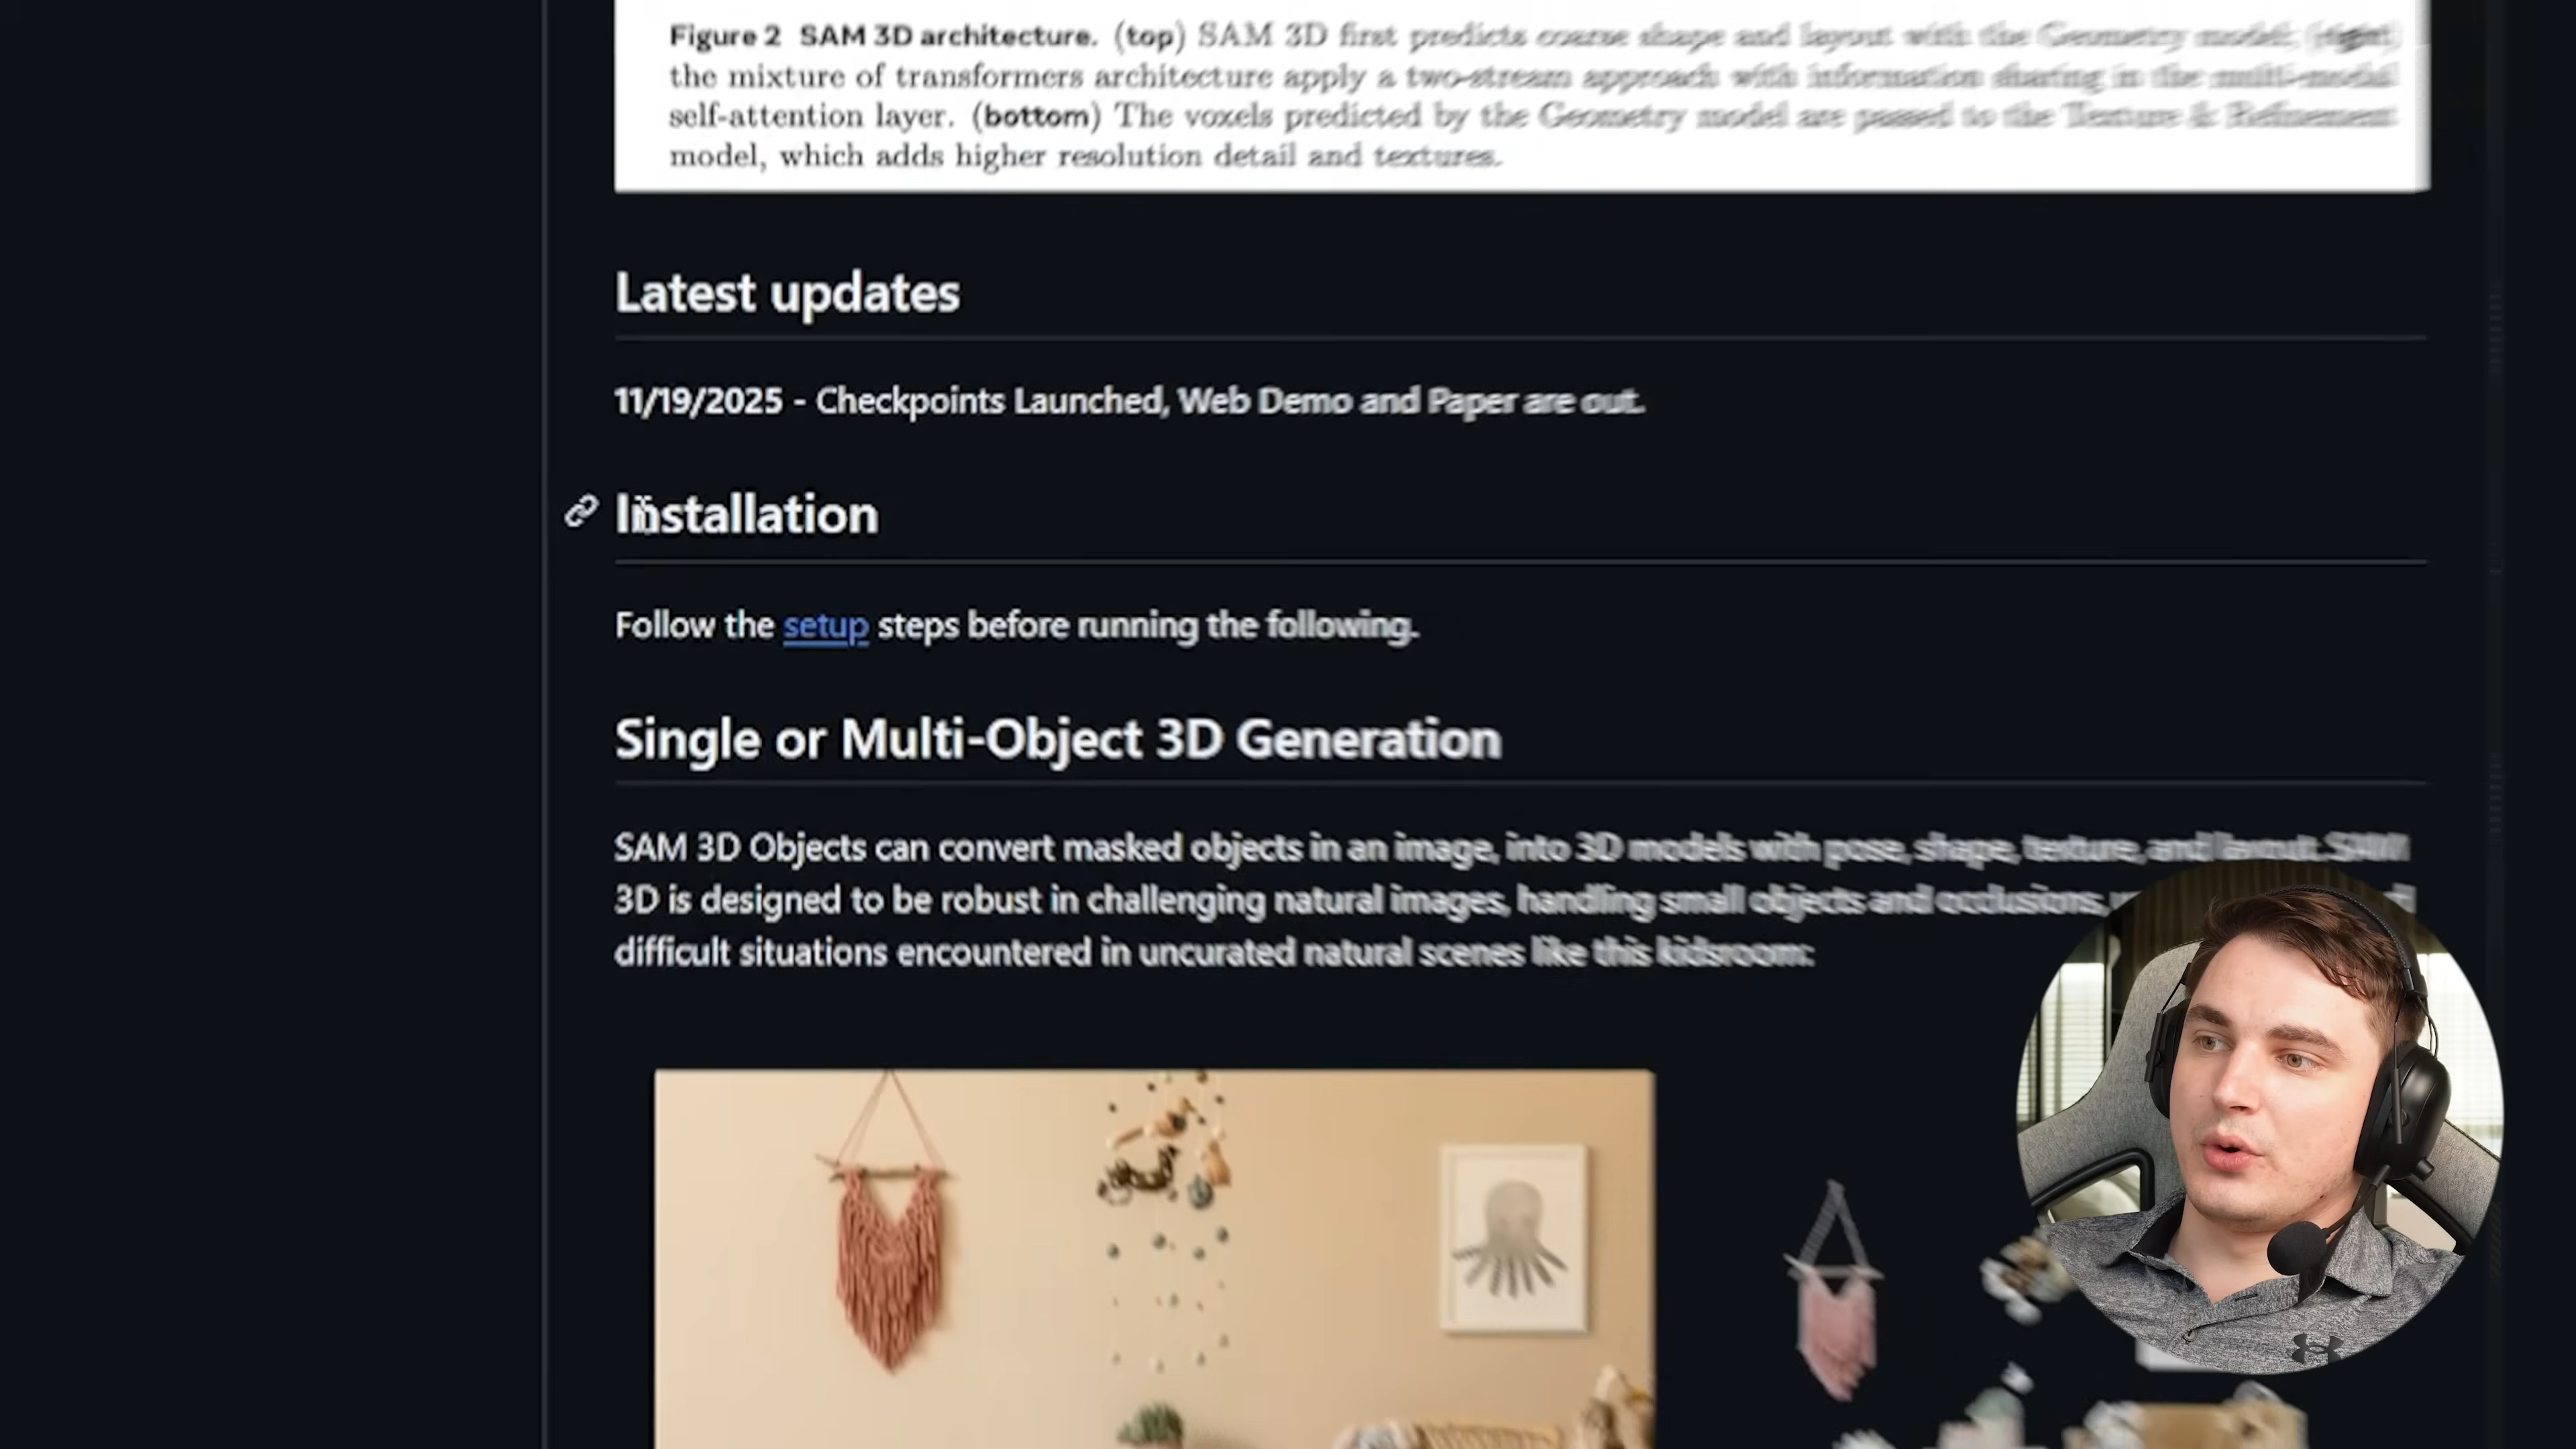 Figure 2 SAM 3D architecture. (top) SAM 3D first predicts coarse shape and layout with the Geometry model; (right)
the mixture of transformers architecture apply a two-stream approach with information sharing in the multi-modal
self-attention layer. (bottom) The voxels predicted by the Geometry model are passed to the Texture & Refinement
model, which adds higher resolution detail and textures.
Latest updates
11/19/2025 - Checkpoints Launched, Web Demo and Paper are out.
Installation
Follow the setup steps before running the following.
Single or Multi-Object 3D Generation
SAM 3D Objects can convert masked objects in an image, into 3D models with pose, shape, texture, and layout. SAM
3D is designed to be robust in challenging natural images, handling small objects and occlusions,
difficult situations encountered in uncurated natural scenes like this kidsroom: